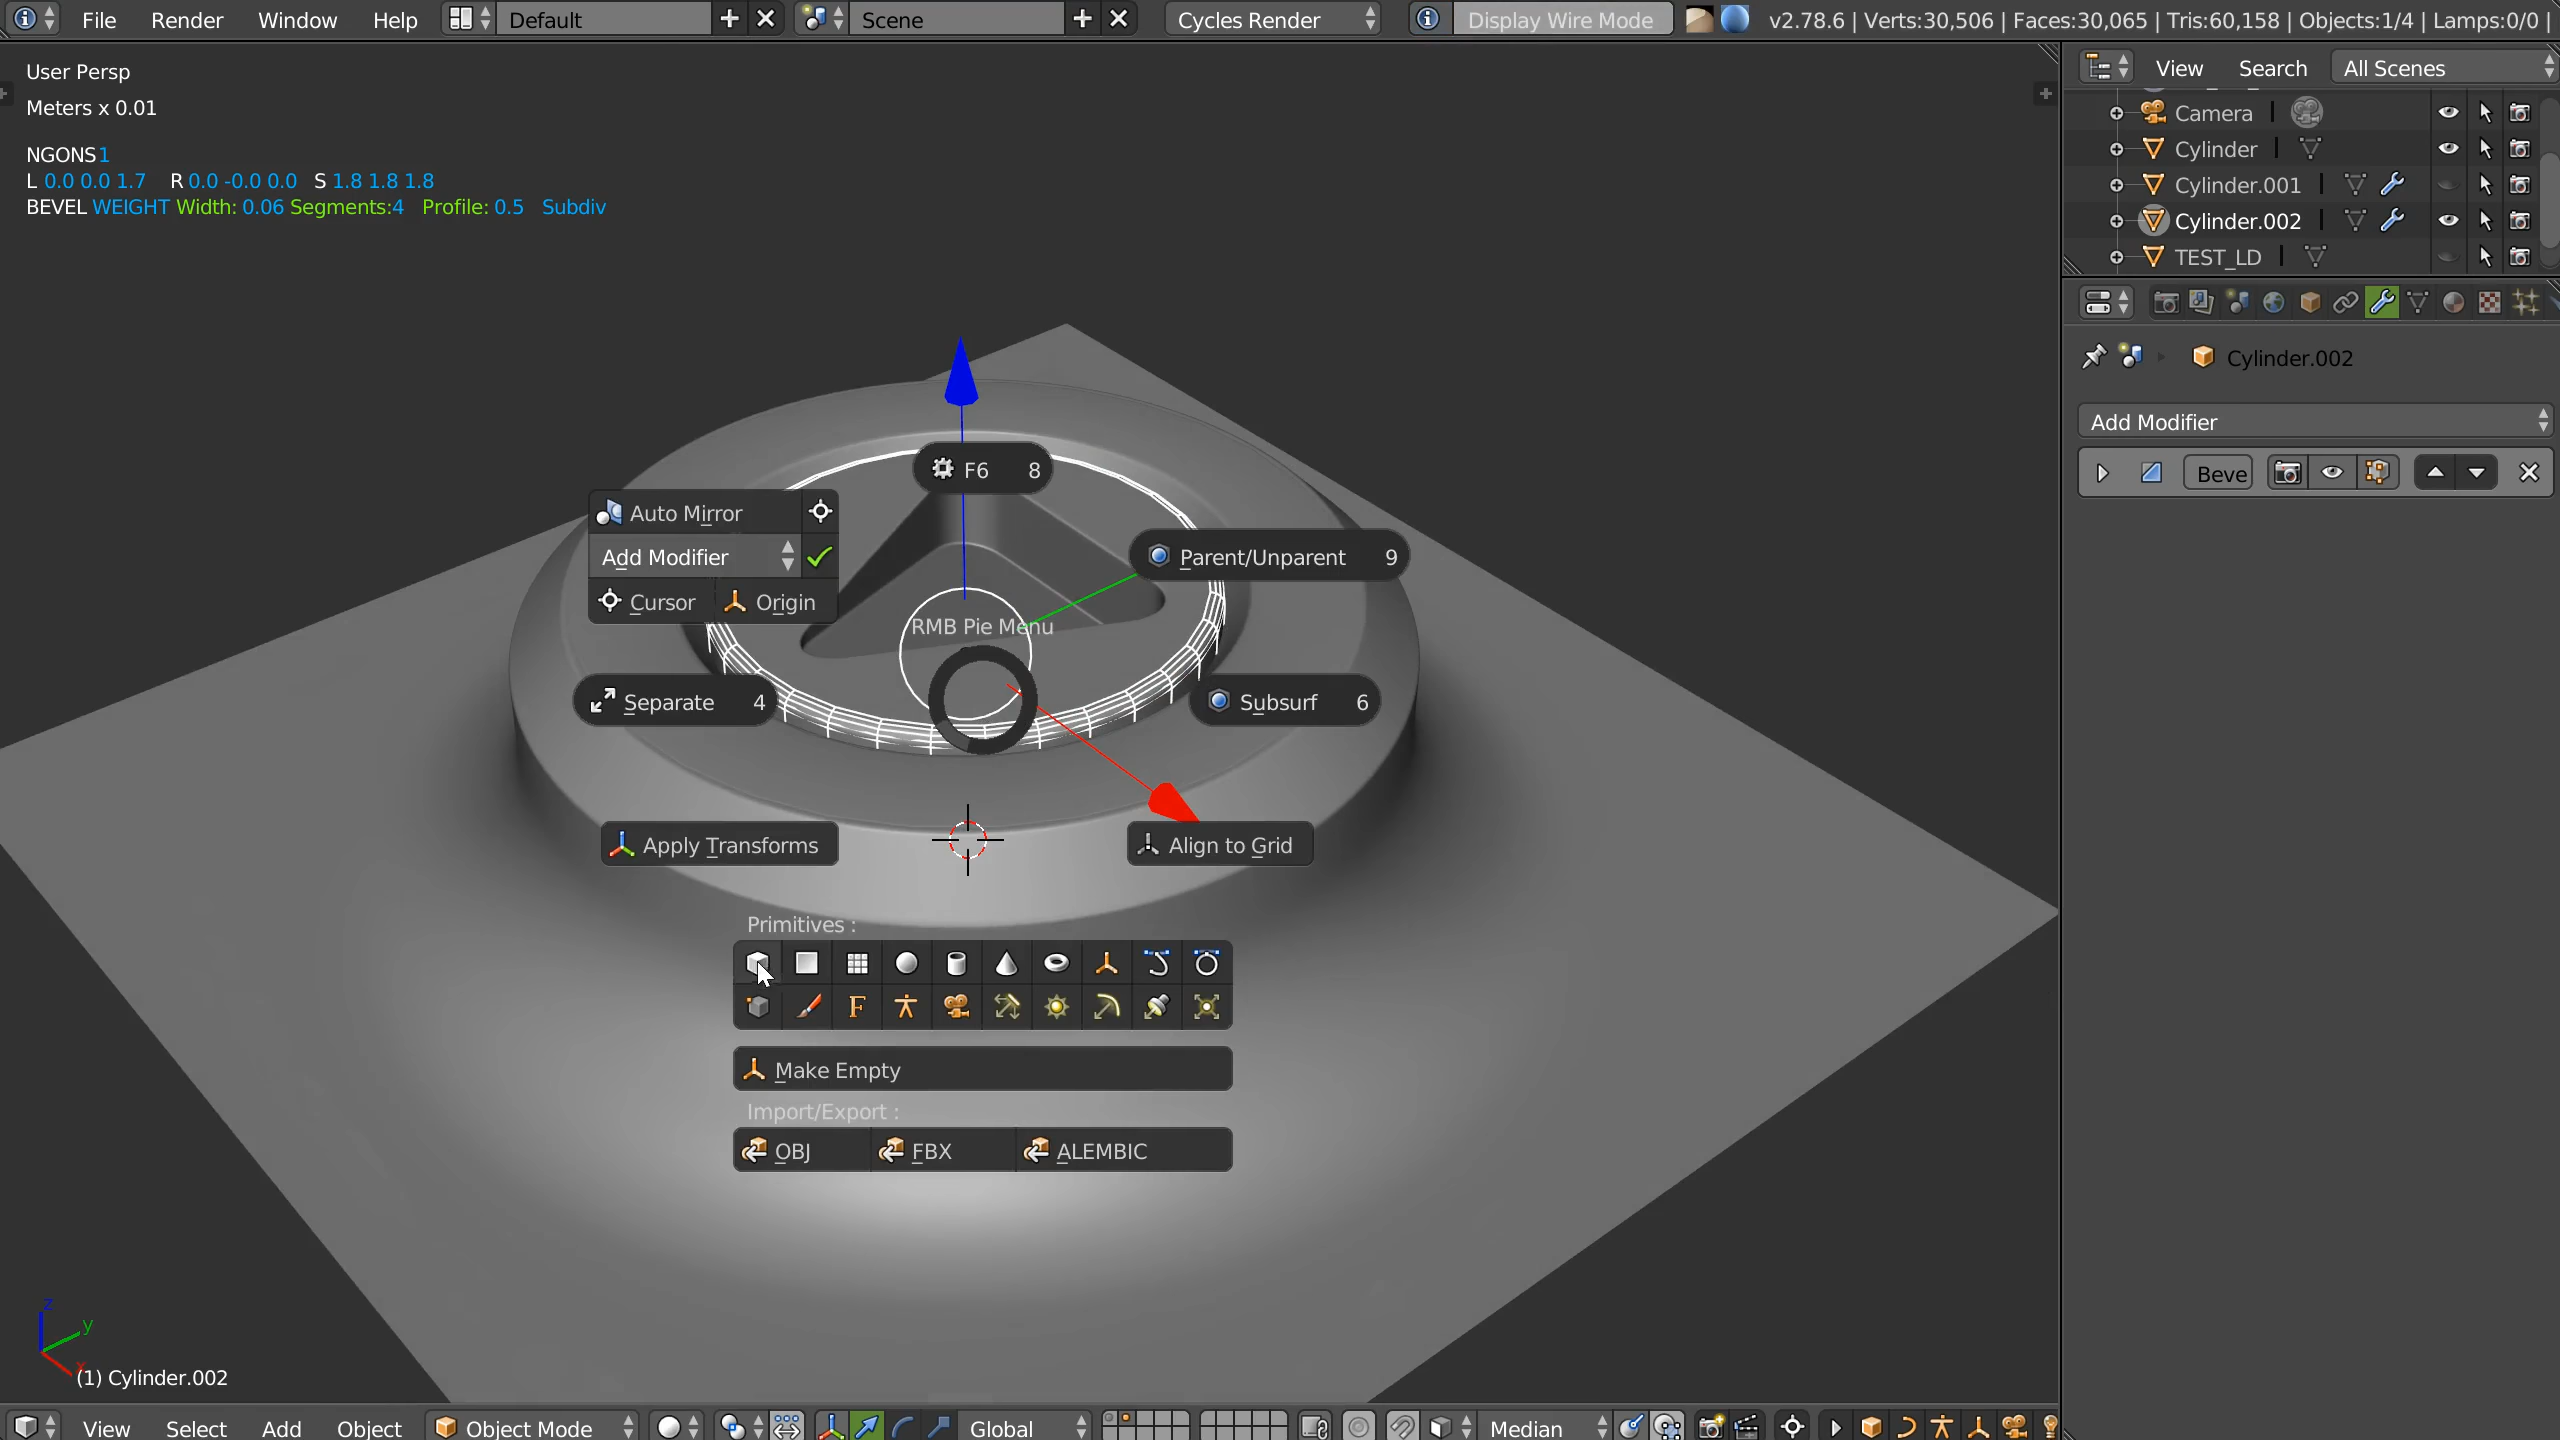 File Render Window Help Default Scene Cycles Render Display Wire Mode v2.78.6 | Verts:30,506 | Faces:30,065 | Tris:60,158 | Objects:1/4 | Lamps:0/0 |
User Persp
Meters x 0.01
NGONS 1
L 0.0 0.0 1.7 R 0.0 -0.0 0.0 S 1.8 1.8 1.8
BEVEL WEIGHT Width: 0.06 Segments:4 Profile: 0.5 Subdiv
View Search All Scenes
Camera
Cylinder
Cylinder.001
Cylinder.002
TEST_LD
Cylinder.002
Add Modifier
Beve
F6 8
Auto Mirror
Add Modifier
Cursor Origin
Parent/Unparent 9
RMB Pie Menu
Separate 4
Subsurf 6
Apply Transforms
Align to Grid
Primitives :
F
Make Empty
Import/Export :
OBJ FBX ALEMBIC
z
y
x
(1) Cylinder.002
View Select Add Object Object Mode Global Median